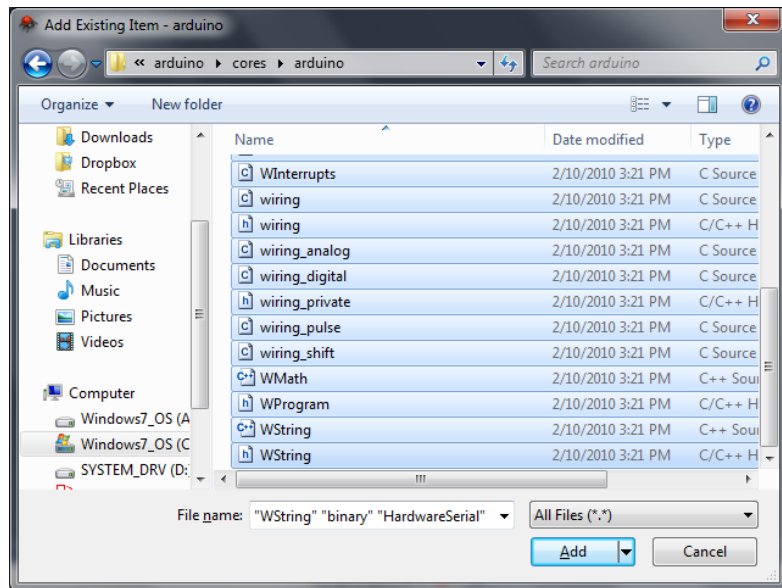 Add Existing Item - arduino
« arduino ▸ cores ▸ arduino
Search arduino
Organize New folder
Downloads
Dropbox
Recent Places
Libraries
Documents
Music
Pictures
Videos
Computer
Windows7_OS (A
Windows7_OS (C
SYSTEM_DRV (D:
Name Date modified Type
WInterrupts 2/10/2010 3:21 PM C Source
wiring 2/10/2010 3:21 PM C Source
wiring 2/10/2010 3:21 PM C/C++ H
wiring_analog 2/10/2010 3:21 PM C Source
wiring_digital 2/10/2010 3:21 PM C Source
wiring_private 2/10/2010 3:21 PM C/C++ H
wiring_pulse 2/10/2010 3:21 PM C Source
wiring_shift 2/10/2010 3:21 PM C Source
WMath 2/10/2010 3:21 PM C++ Sour
WProgram 2/10/2010 3:21 PM C/C++ H
WString 2/10/2010 3:21 PM C++ Sour
WString 2/10/2010 3:21 PM C/C++ H
File name: "WString" "binary" "HardwareSerial" All Files (*.*)
Add Cancel